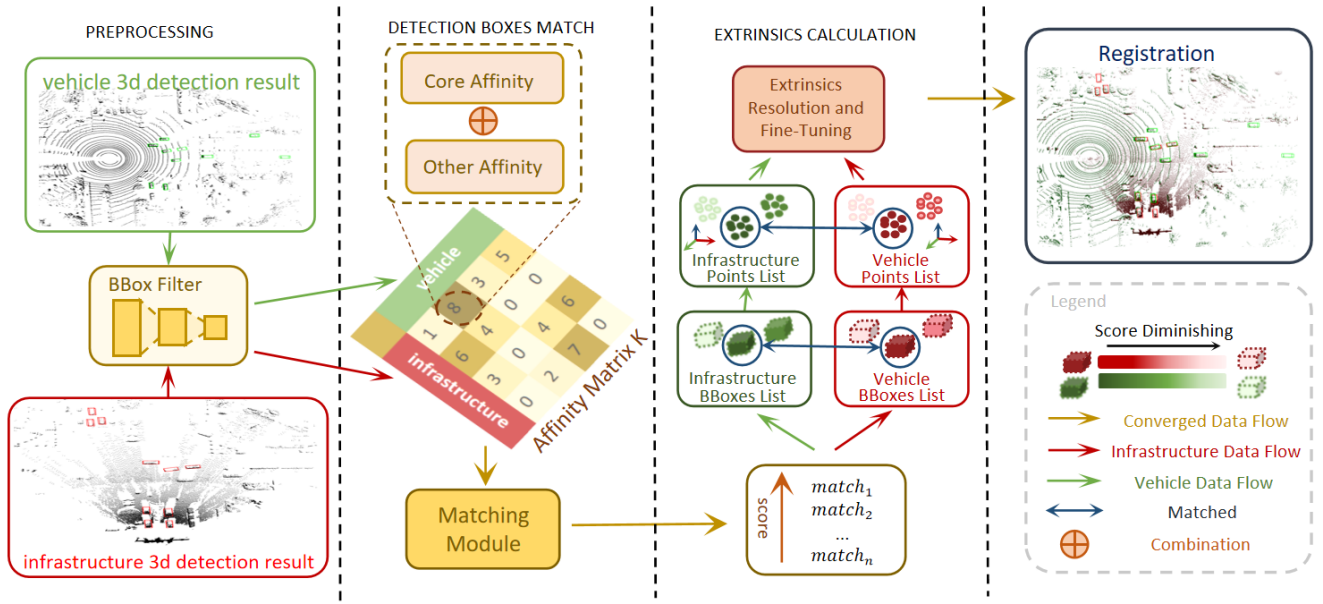 PREPROCESSING
vehicle 3d detection result
BBox Filter
infrastructure 3d detection result
DETECTION BOXES MATCH
Core Affinity
Other Affinity
vehicle
infrastructure
5
3
0
8
0
6
1
4
0
4
0
6
0
7
3
2
0
Affinity Matrix K
Matching
Module
EXTRINSICS CALCULATION
Extrinsics
Resolution and
Fine-Tuning
Infrastructure
Points List
Vehicle
Points List
Infrastructure
BBoxes List
Vehicle
BBoxes List
score
match1
match2
...
matchn
Registration
Legend
Score Diminishing
Converged Data Flow
Infrastructure Data Flow
Vehicle Data Flow
Matched
Combination